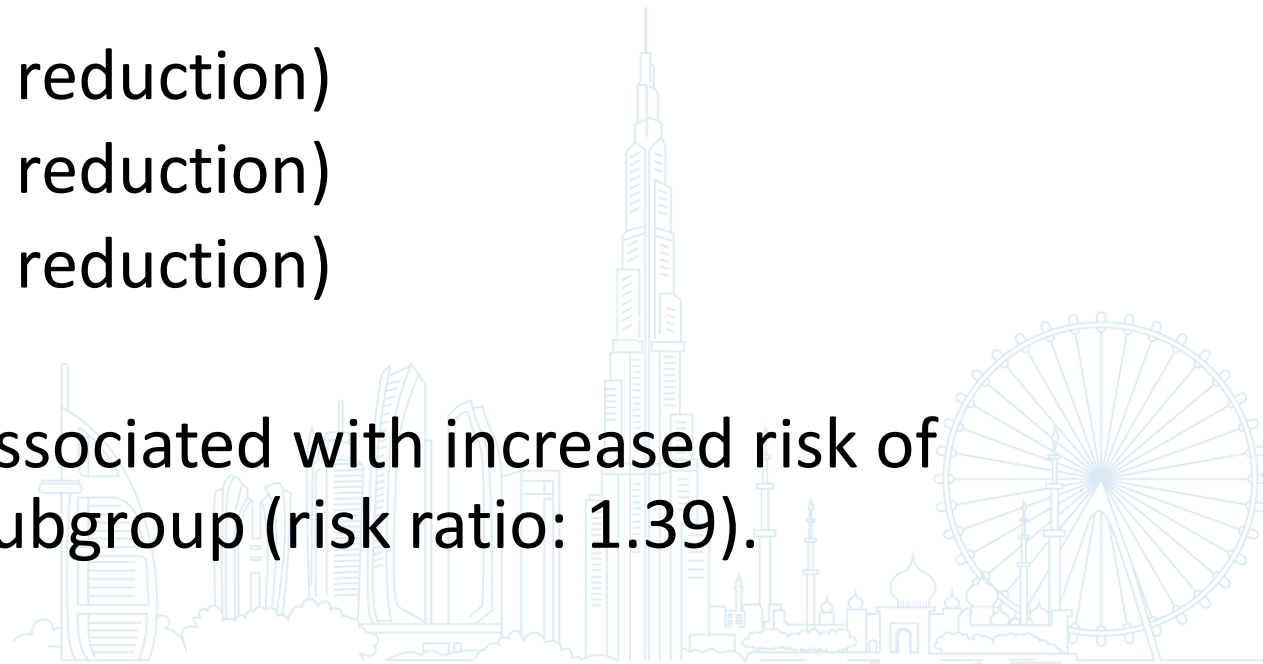 reduction)
reduction)
reduction)
ssociated with increased risk of
ubgroup (risk ratio: 1.39).